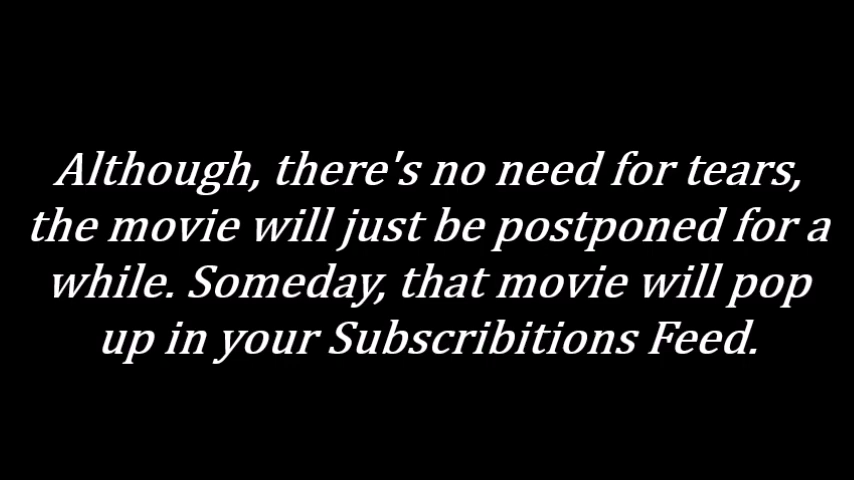 Although, there's no need for tears,
the movie will just be postponed for a
while. Someday, that movie will pop
up in your Subscribitions Feed.